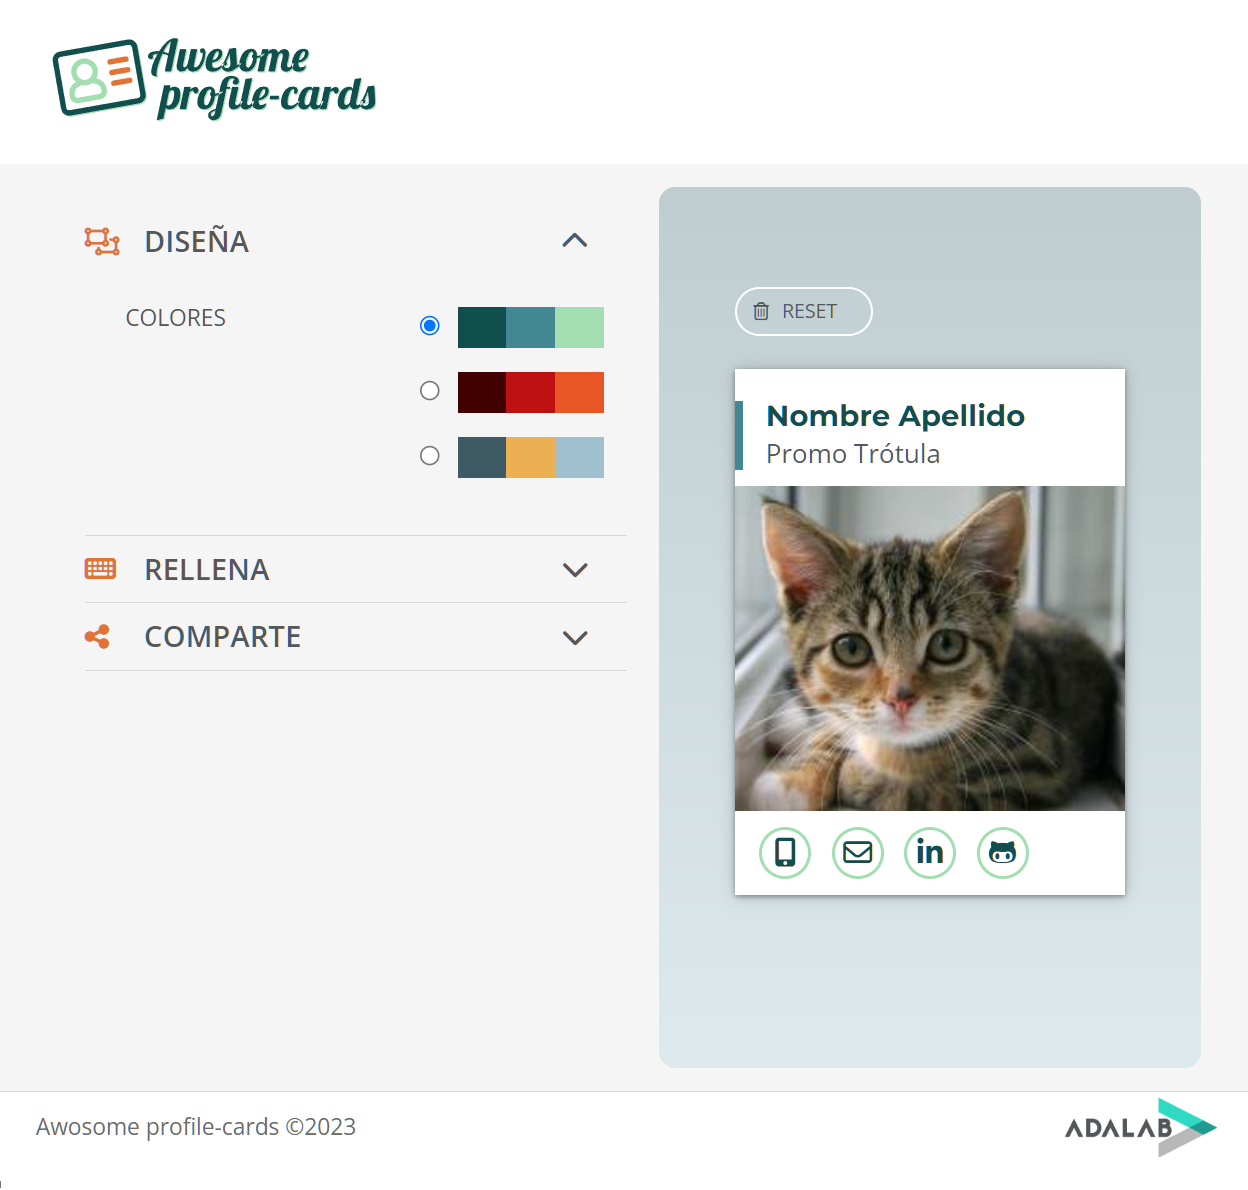 Awesome
profile-cards
DISEÑA
COLORES
RELLENA
COMPARTE
RESET
Nombre Apellido
Promo Trótula
in
Awosome profile-cards ©2023
ADALAB